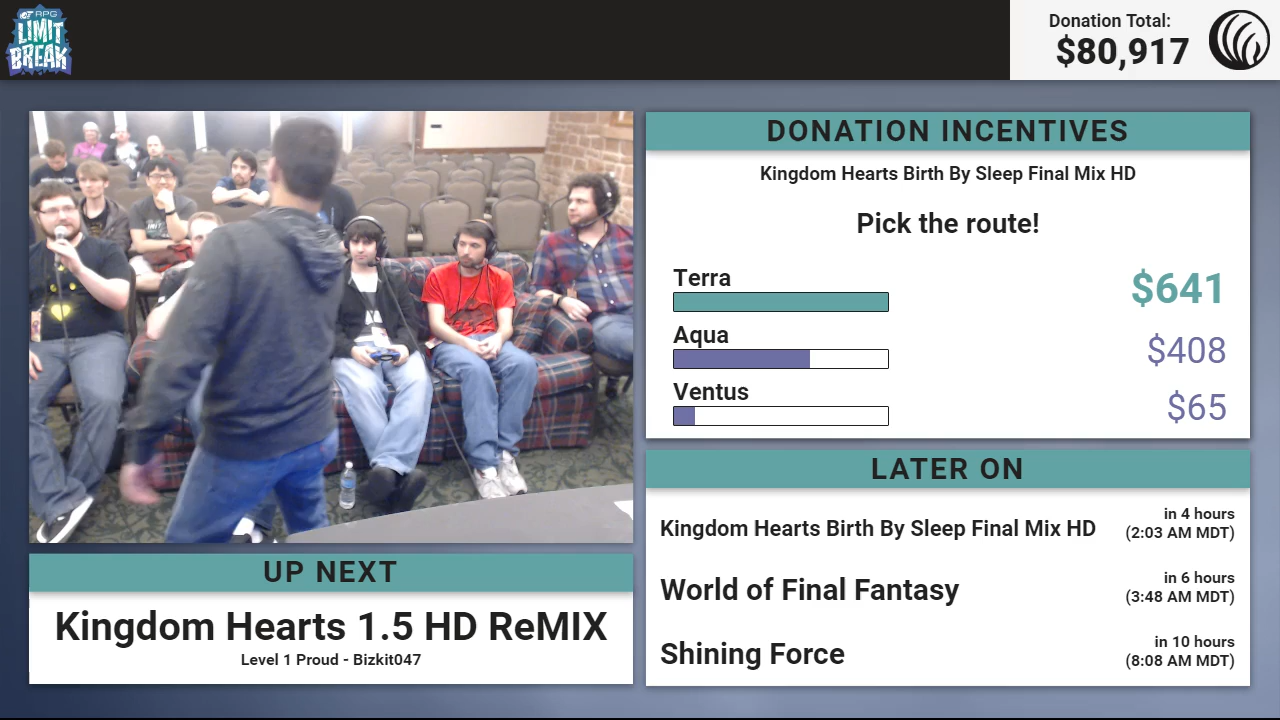 RPG
LIMIT
BREAK
Donation Total:
$80,917
DONATION INCENTIVES
Kingdom Hearts Birth By Sleep Final Mix HD
Pick the route!
Terra
$641
Aqua
$408
Ventus
$65
UP NEXT
Kingdom Hearts 1.5 HD ReMIX
Level 1 Proud - Bizkit047
LATER ON
Kingdom Hearts Birth By Sleep Final Mix HD
in 4 hours
(2:03 AM MDT)
World of Final Fantasy
in 6 hours
(3:48 AM MDT)
Shining Force
in 10 hours
(8:08 AM MDT)